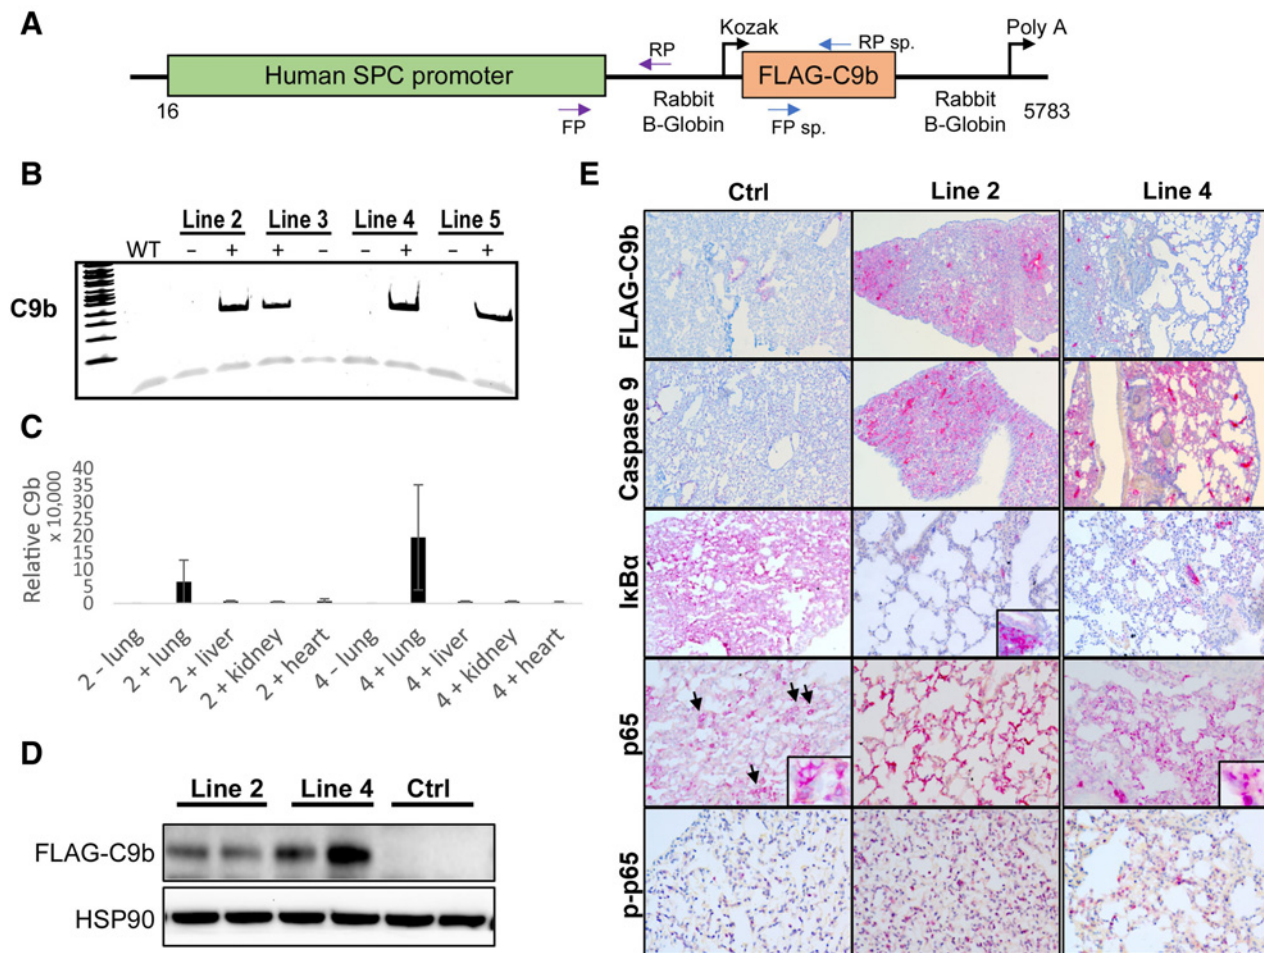 A
Kozak
Poly A
RP
RP sp.
Human SPC promoter
FLAG-C9b
16
FP
Rabbit
B-Globin
FP sp.
Rabbit
B-Globin
5783
B
Line 2 Line 3 Line 4 Line 5
WT – + + – – + – +
C9b
C
Relative C9b
x 10,000
40
35
30
25
20
15
10
5
0
2 – lung
2 + lung
2 + liver
2 + kidney
2 + heart
4 – lung
4 + lung
4 + liver
4 + kidney
4 + heart
D
Line 2 Line 4 Ctrl
FLAG-C9b
HSP90
E
Ctrl Line 2 Line 4
FLAG-C9b
Caspase 9
IκBα
p65
p-p65